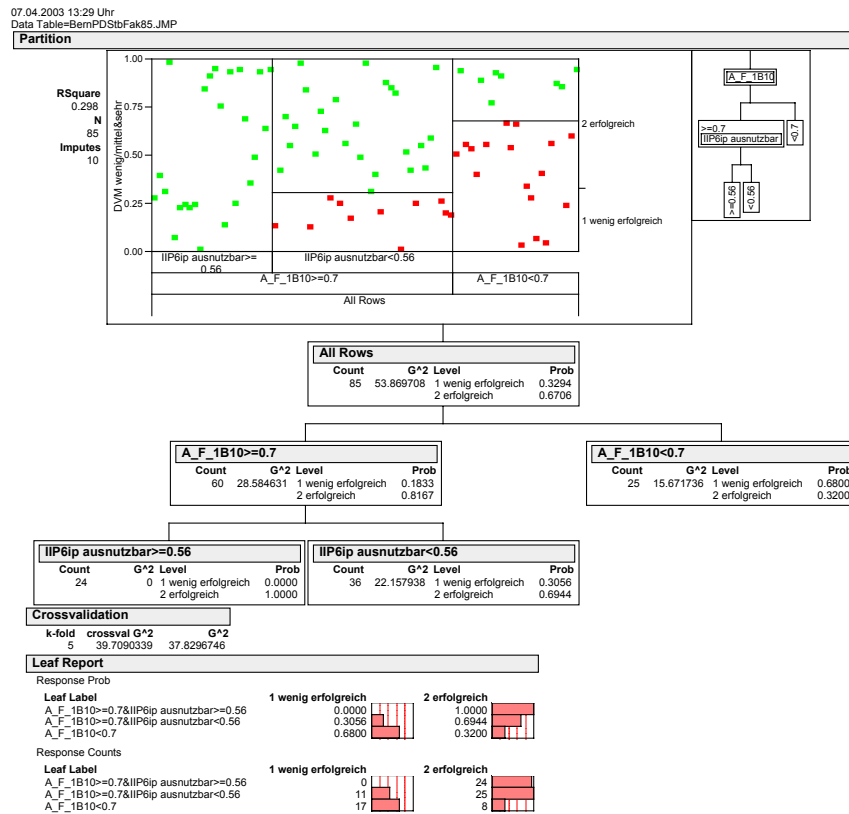 07.04.2003 13:29 Uhr
Data Table=BernPDStbFak85.JMP
Partition
RSquare
0.298
N
85
Imputes
10
DVM wenig/mittel&sehr
1.00
0.75
0.50
0.25
0.00
2 erfolgreich
1 wenig erfolgreich
IIP6ip ausnutzbar>=
0.56
IIP6ip ausnutzbar<0.56
A_F_1B10>=0.7
A_F_1B10<0.7
All Rows
A_F_1B10
>=0.7
IIP6ip ausnutzbar
<0.7
>=0.56
<0.56
All Rows
Count G^2 Level Prob
85 53.869708 1 wenig erfolgreich 0.3294
2 erfolgreich 0.6706
A_F_1B10>=0.7
Count G^2 Level Prob
60 28.584631 1 wenig erfolgreich 0.1833
2 erfolgreich 0.8167
A_F_1B10<0.7
Count G^2 Level Prob
25 15.671736 1 wenig erfolgreich 0.6800
2 erfolgreich 0.3200
IIP6ip ausnutzbar>=0.56
Count G^2 Level Prob
24 0 1 wenig erfolgreich 0.0000
2 erfolgreich 1.0000
IIP6ip ausnutzbar<0.56
Count G^2 Level Prob
36 22.157938 1 wenig erfolgreich 0.3056
2 erfolgreich 0.6944
Crossvalidation
k-fold crossval G^2 G^2
5 39.7090339 37.8296746
Leaf Report
Response Prob
Leaf Label 1 wenig erfolgreich 2 erfolgreich
A_F_1B10>=0.7&IIP6ip ausnutzbar>=0.56 0.0000 1.0000
A_F_1B10>=0.7&IIP6ip ausnutzbar<0.56 0.3056 0.6944
A_F_1B10<0.7 0.6800 0.3200
Response Counts
Leaf Label 1 wenig erfolgreich 2 erfolgreich
A_F_1B10>=0.7&IIP6ip ausnutzbar>=0.56 0 24
A_F_1B10>=0.7&IIP6ip ausnutzbar<0.56 11 25
A_F_1B10<0.7 17 8